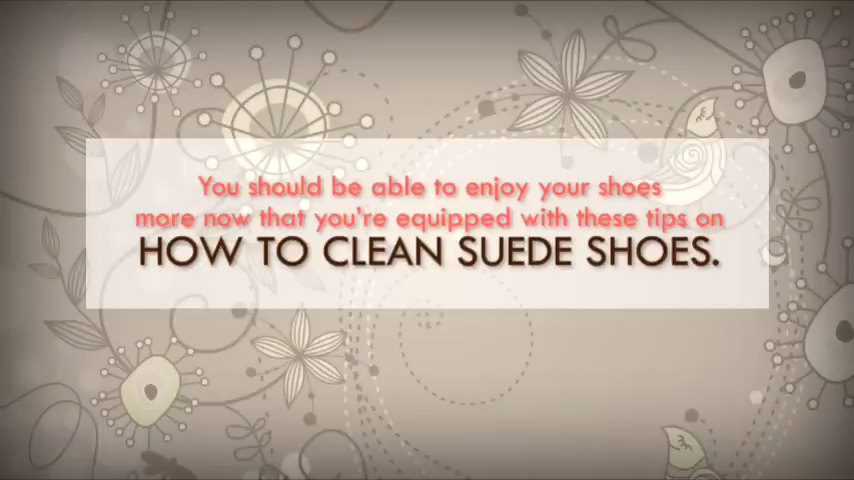 You should be able to enjoy your shoes
more now that you're equipped with these tips on
HOW TO CLEAN SUEDE SHOES.